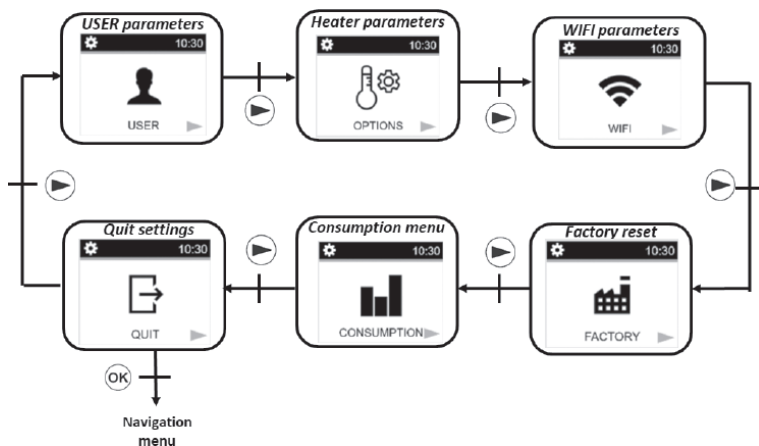 USER parameters
10:30
USER
Heater parameters
10:30
OPTIONS
WIFI parameters
10:30
WIFI
Quit settings
10:30
QUIT
Consumption menu
10:30
CONSUMPTION
Factory reset
10:30
FACTORY
OK
Navigation
menu